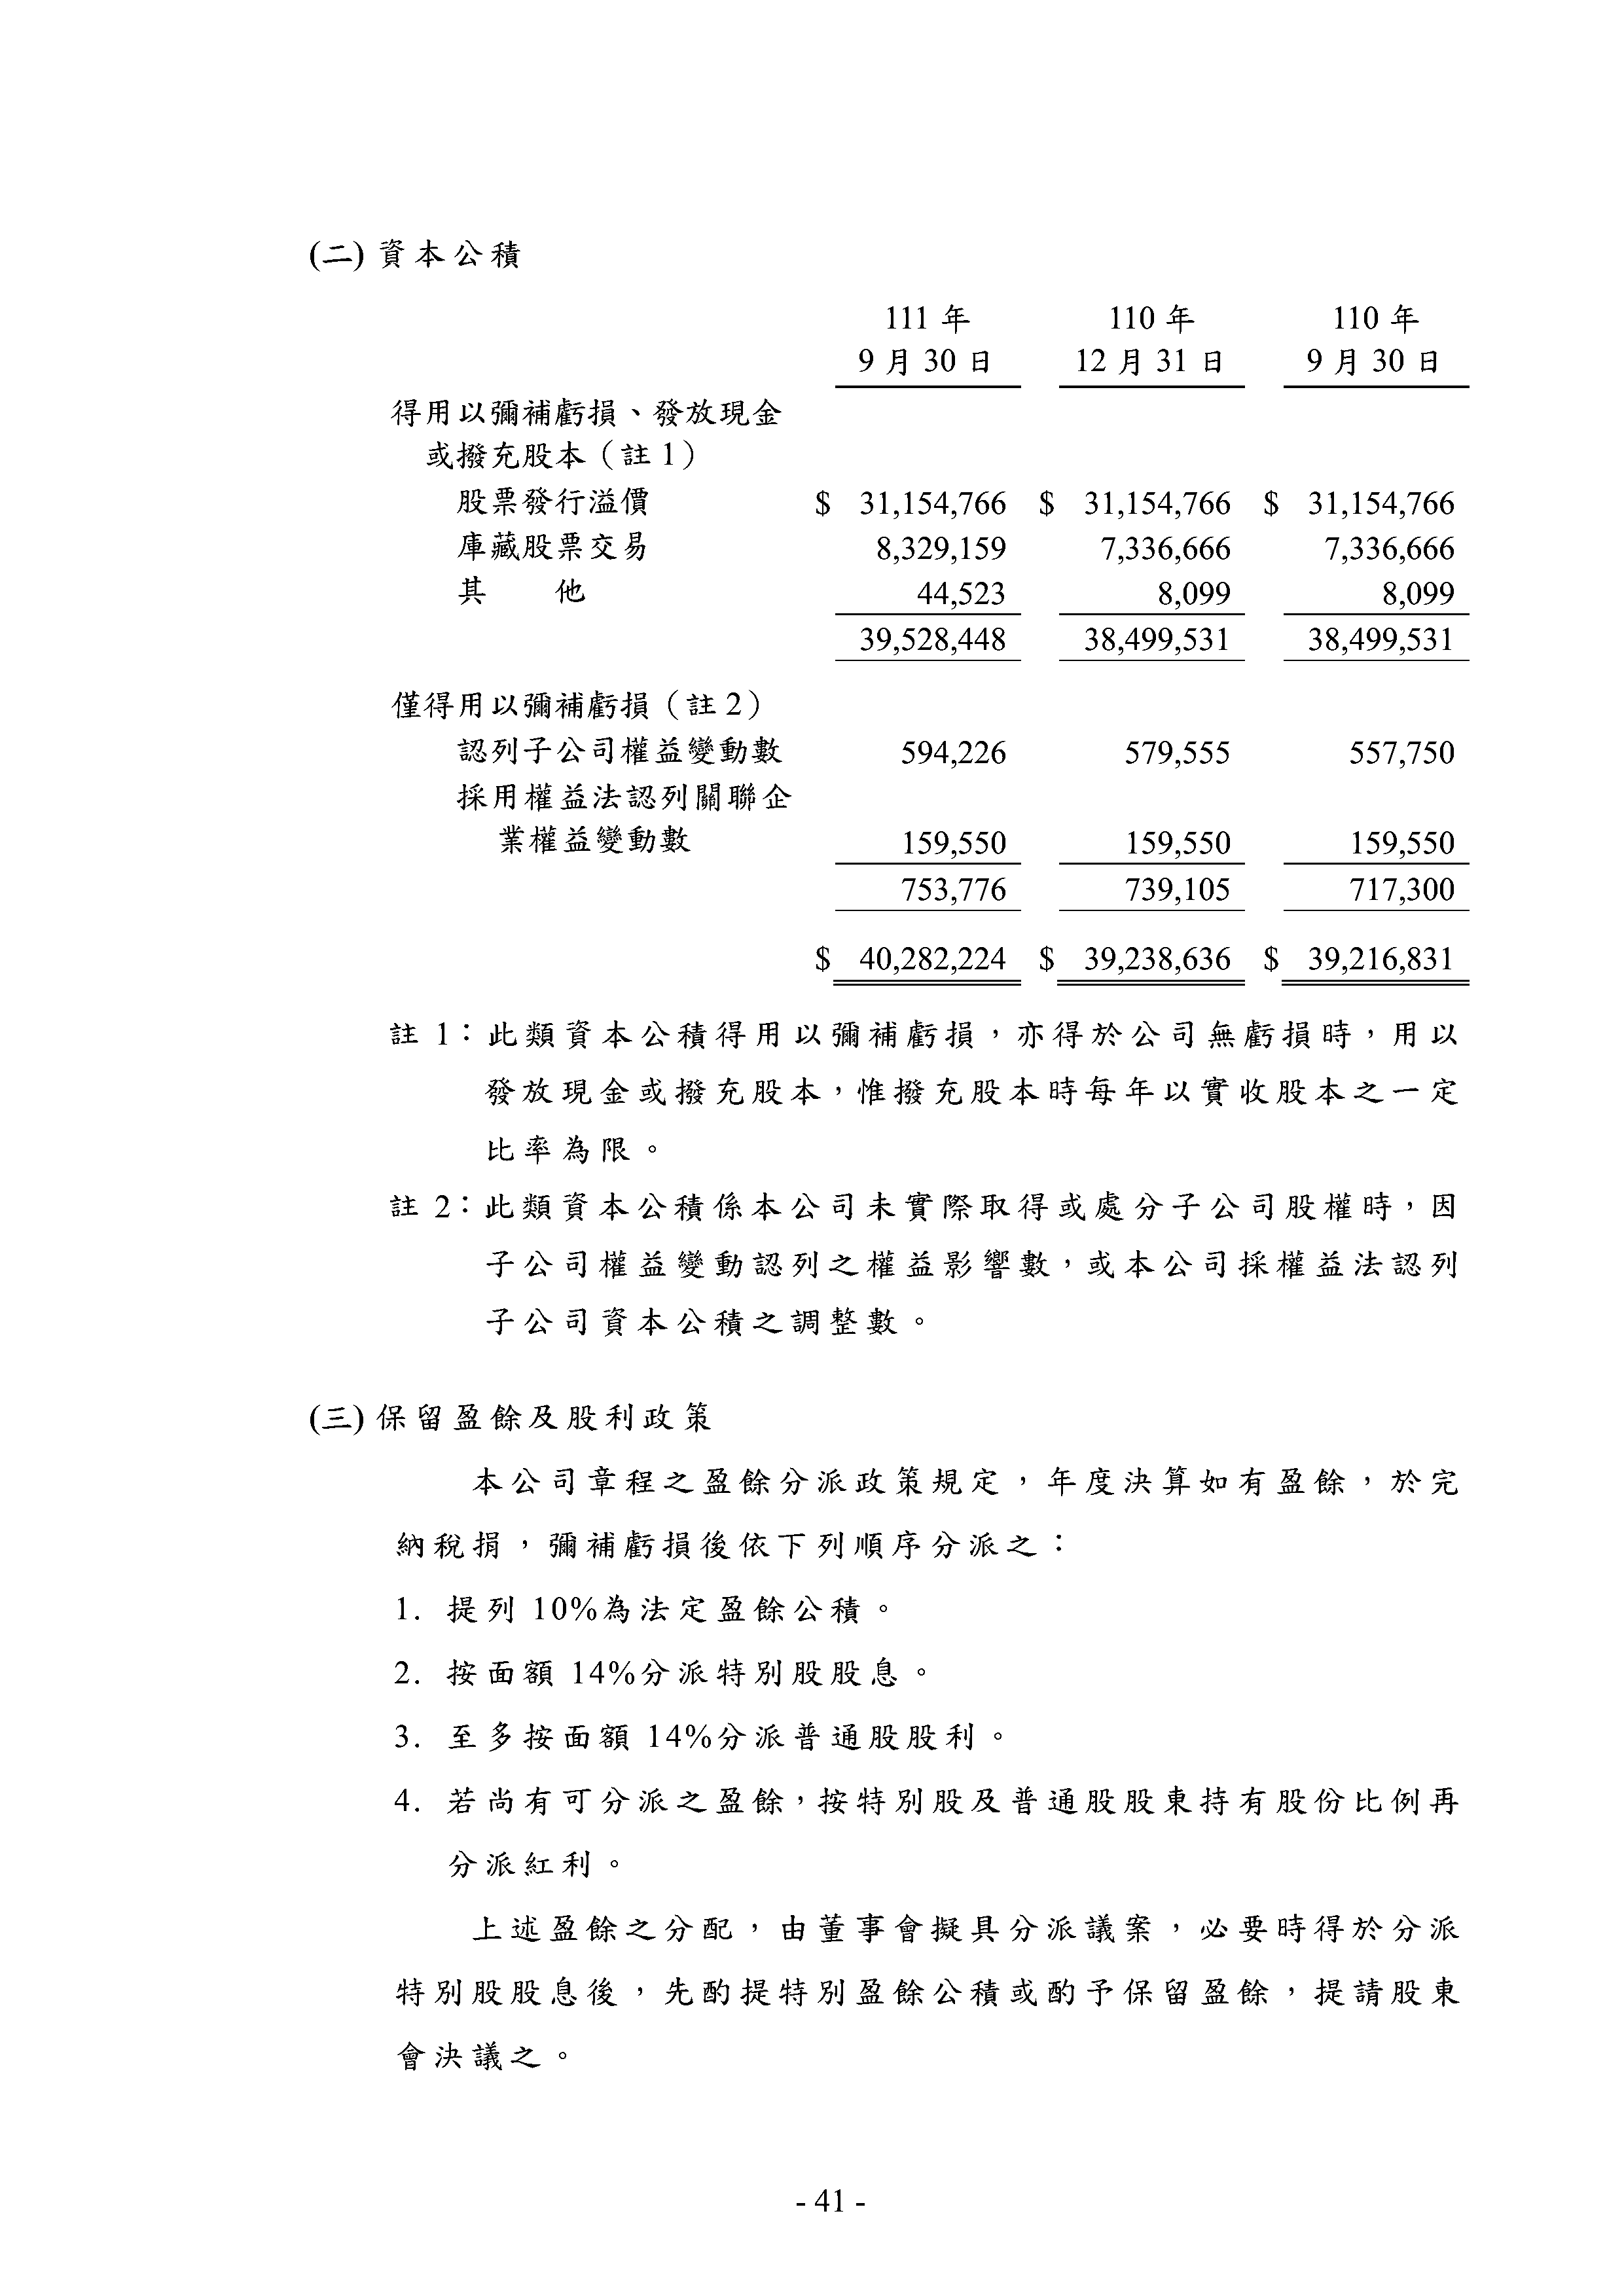 (二) 資本公積
111 年 110 年 110 年
9 月 30 日 12 月 31 日 9 月 30 日
得用以彌補虧損、發放現金
或撥充股本（註 1）
股票發行溢價 $ 31,154,766 $ 31,154,766 $ 31,154,766
庫藏股票交易 8,329,159 7,336,666 7,336,666
其 他 44,523 8,099 8,099
39,528,448 38,499,531 38,499,531
僅得用以彌補虧損（註 2）
認列子公司權益變動數 594,226 579,555 557,750
採用權益法認列關聯企
業權益變動數 159,550 159,550 159,550
753,776 739,105 717,300
$ 40,282,224 $ 39,238,636 $ 39,216,831
註 1：此類資本公積得用以彌補虧損，亦得於公司無虧損時，用以
發放現金或撥充股本，惟撥充股本時每年以實收股本之一定
比率為限。
註 2：此類資本公積係本公司未實際取得或處分子公司股權時，因
子公司權益變動認列之權益影響數，或本公司採權益法認列
子公司資本公積之調整數。
(三) 保留盈餘及股利政策
本公司章程之盈餘分派政策規定，年度決算如有盈餘，於完
納稅捐，彌補虧損後依下列順序分派之：
1. 提列 10%為法定盈餘公積。
2. 按面額 14%分派特別股股息。
3. 至多按面額 14%分派普通股股利。
4. 若尚有可分派之盈餘，按特別股及普通股股東持有股份比例再
分派紅利。
上述盈餘之分配，由董事會擬具分派議案，必要時得於分派
特別股股息後，先酌提特別盈餘公積或酌予保留盈餘，提請股東
會決議之。
- 41 -